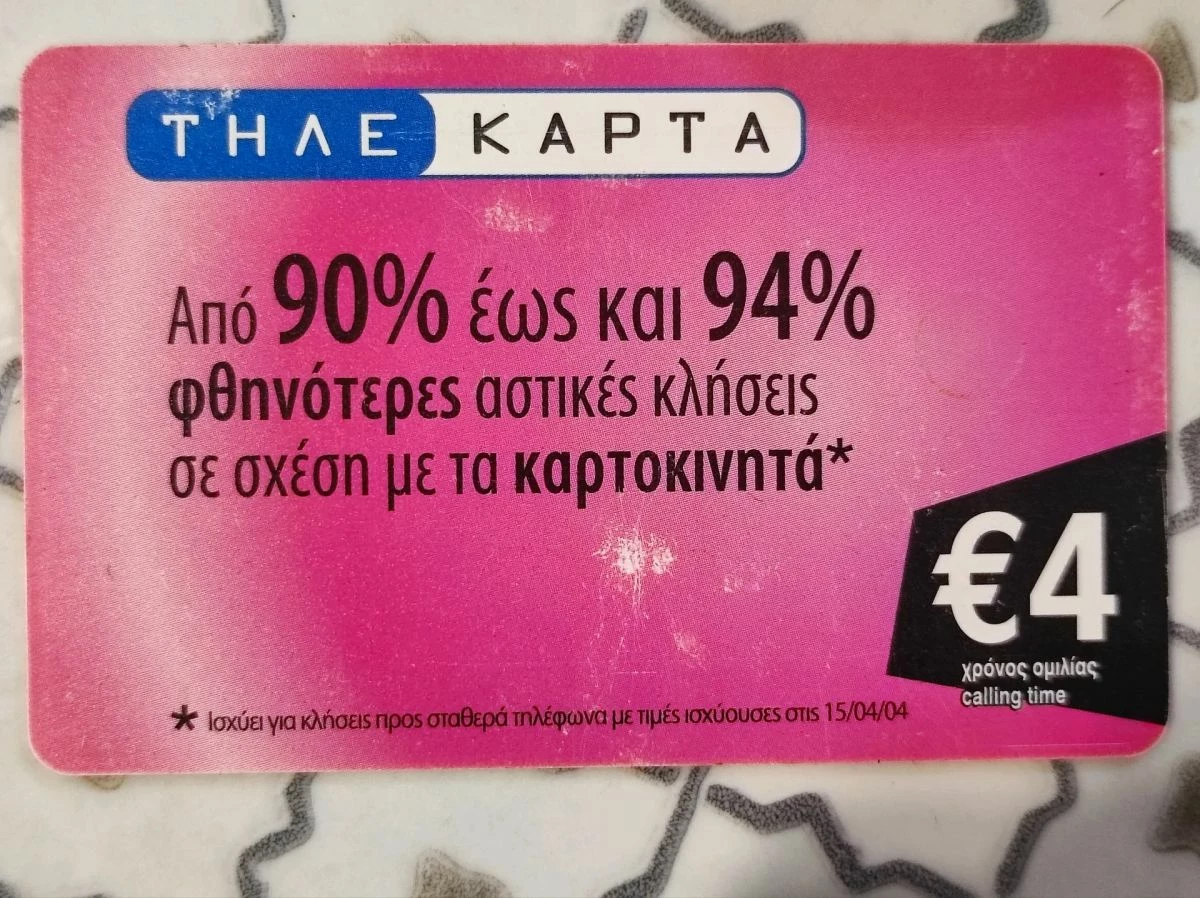 ΤΗΛΕ ΚΑΡΤΑ
Από 90% έως και 94%
φθηνότερες αστικές κλήσεις
σε σχέση με τα καρτοκινητά*
€4
χρόνος ομιλίας
calling time
* Ισχύει για κλήσεις προς σταθερά τηλέφωνα με τιμές ισχύουσες στις 15/04/04